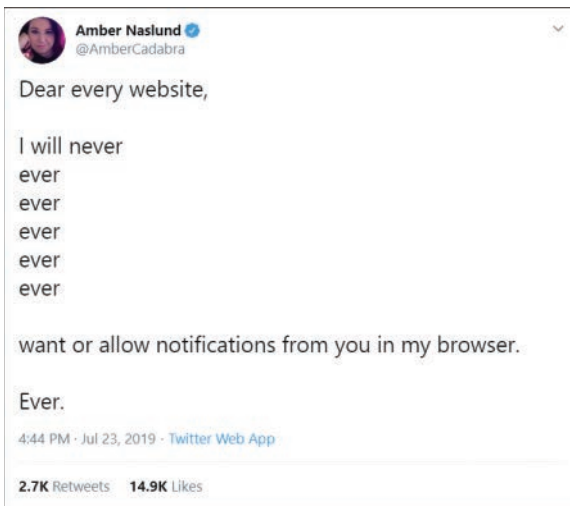 Amber Naslund
@AmberCadabra
Dear every website,
I will never
ever
ever
ever
ever
ever
want or allow notifications from you in my browser.
Ever.
4:44 PM · Jul 23, 2019 · Twitter Web App
2.7K Retweets 14.9K Likes